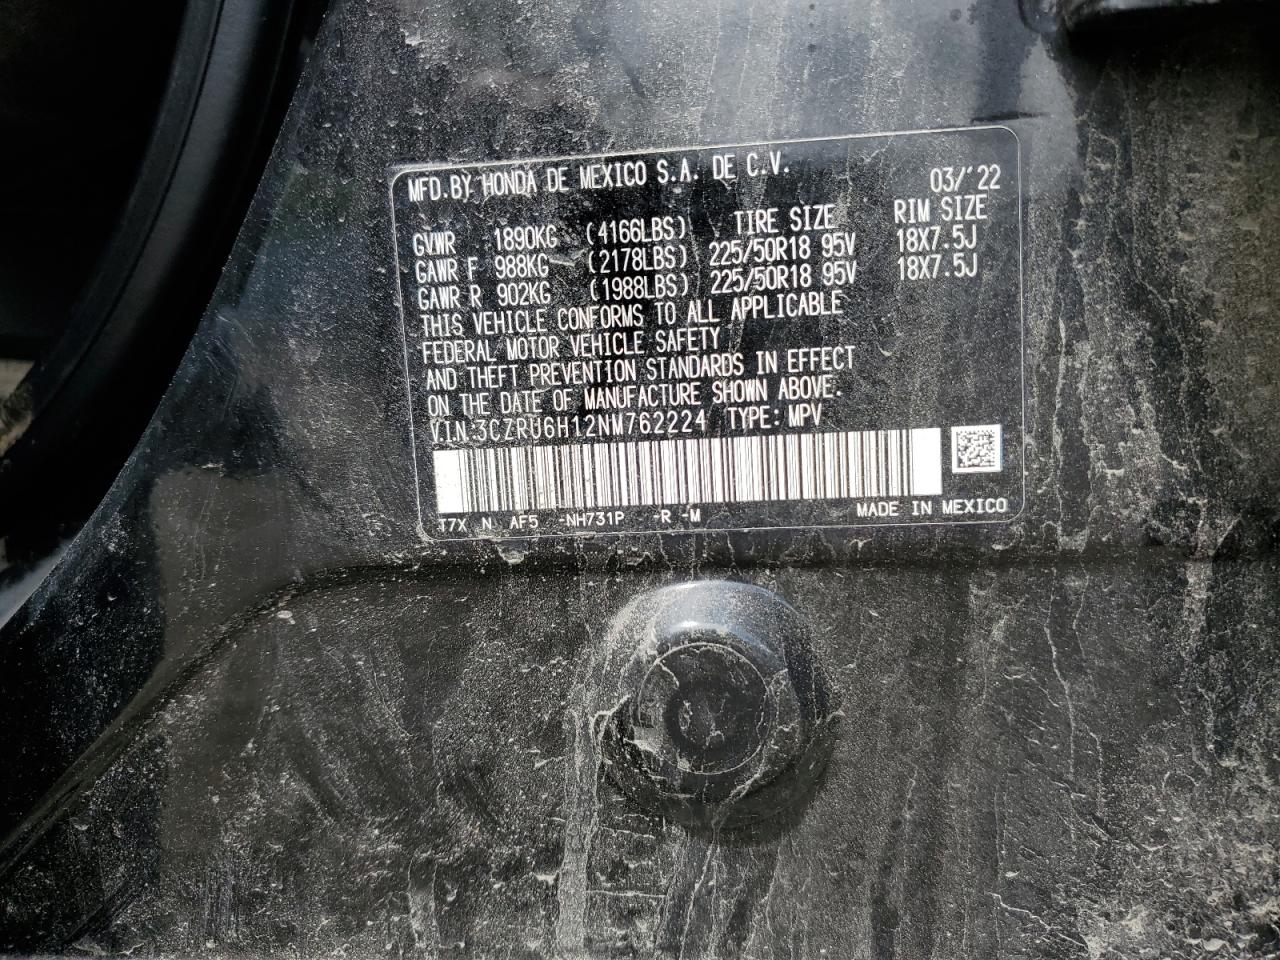 MFD. BY HONDA DE MEXICO S.A. DE C.V. 03/'22
GVWR 1890KG (4166LBS) TIRE SIZE RIM SIZE
GAWR F 988KG (2178LBS) 225/50R18 95V 18X7.5J
GAWR R 902KG (1988LBS) 225/50R18 95V 18X7.5J
THIS VEHICLE CONFORMS TO ALL APPLICABLE
FEDERAL MOTOR VEHICLE SAFETY
AND THEFT PREVENTION STANDARDS IN EFFECT
ON THE DATE OF MANUFACTURE SHOWN ABOVE.
V.I.N:3CZRU6H12NM762224 TYPE: MPV
T7X N AF5 -NH731P -R -M MADE IN MEXICO